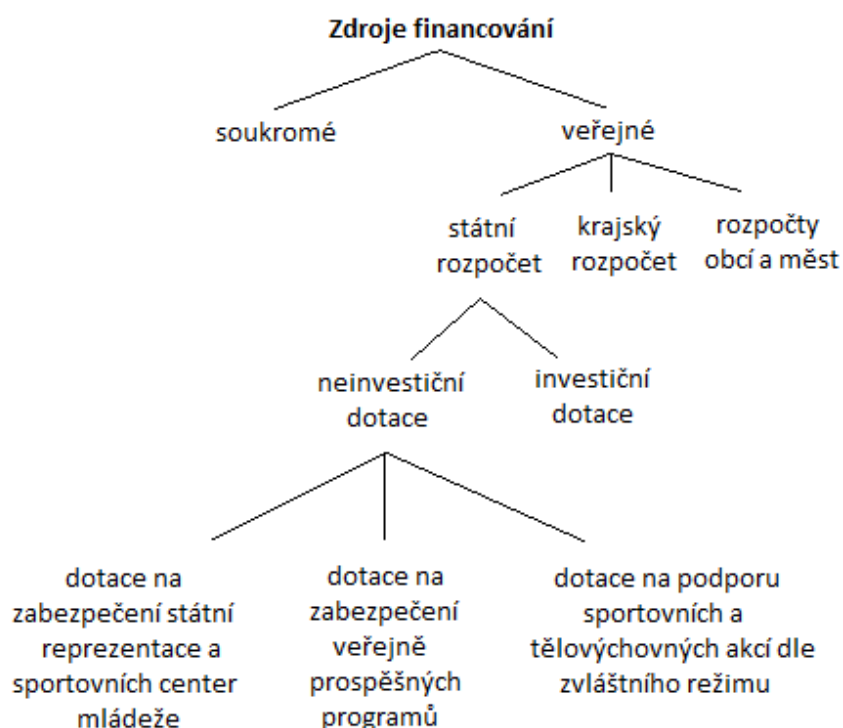 Zdroje financování
soukromé
veřejné
státní
rozpočet
krajský
rozpočet
rozpočty
obcí a měst
neinvestiční
dotace
investiční
dotace
dotace na
zabezpečení státní
reprezentace a
sportovních center
mládeže
dotace na
zabezpečení
veřejně
prospěšných
programů
dotace na podporu
sportovních a
tělovýchovných akcí dle
zvláštního režimu